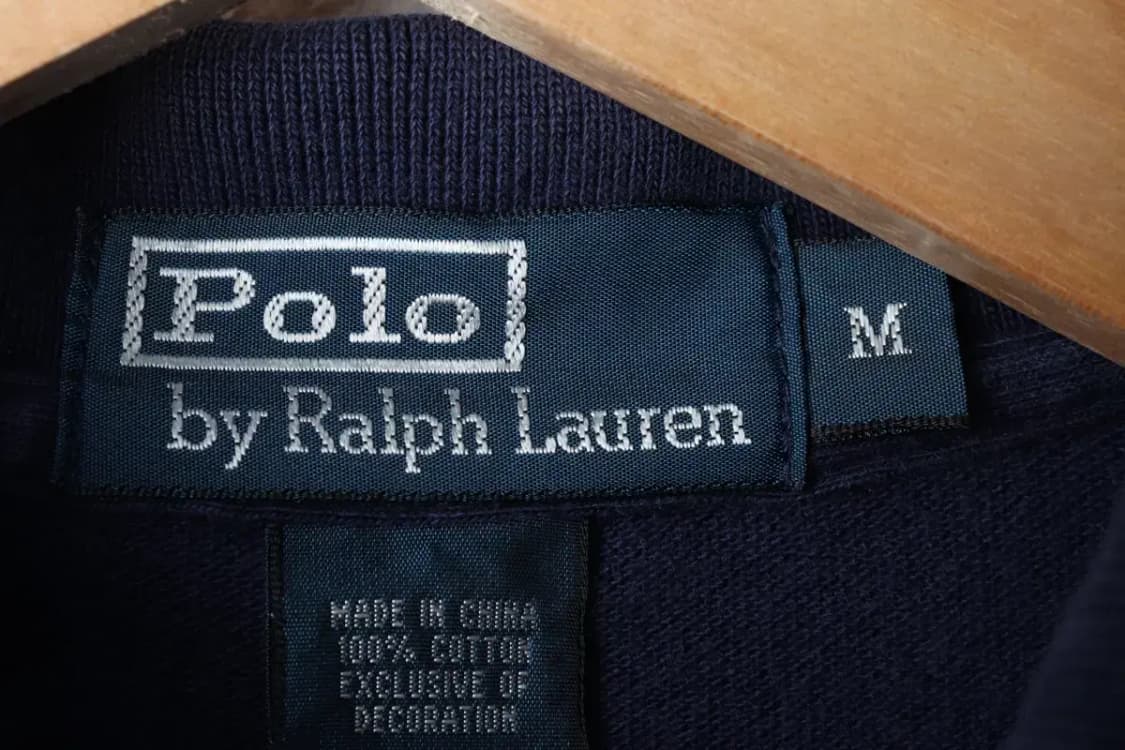 Polo
by Ralph Lauren
M
MADE IN CHINA
100% COTTON
EXCLUSIVE OF
DECORATION